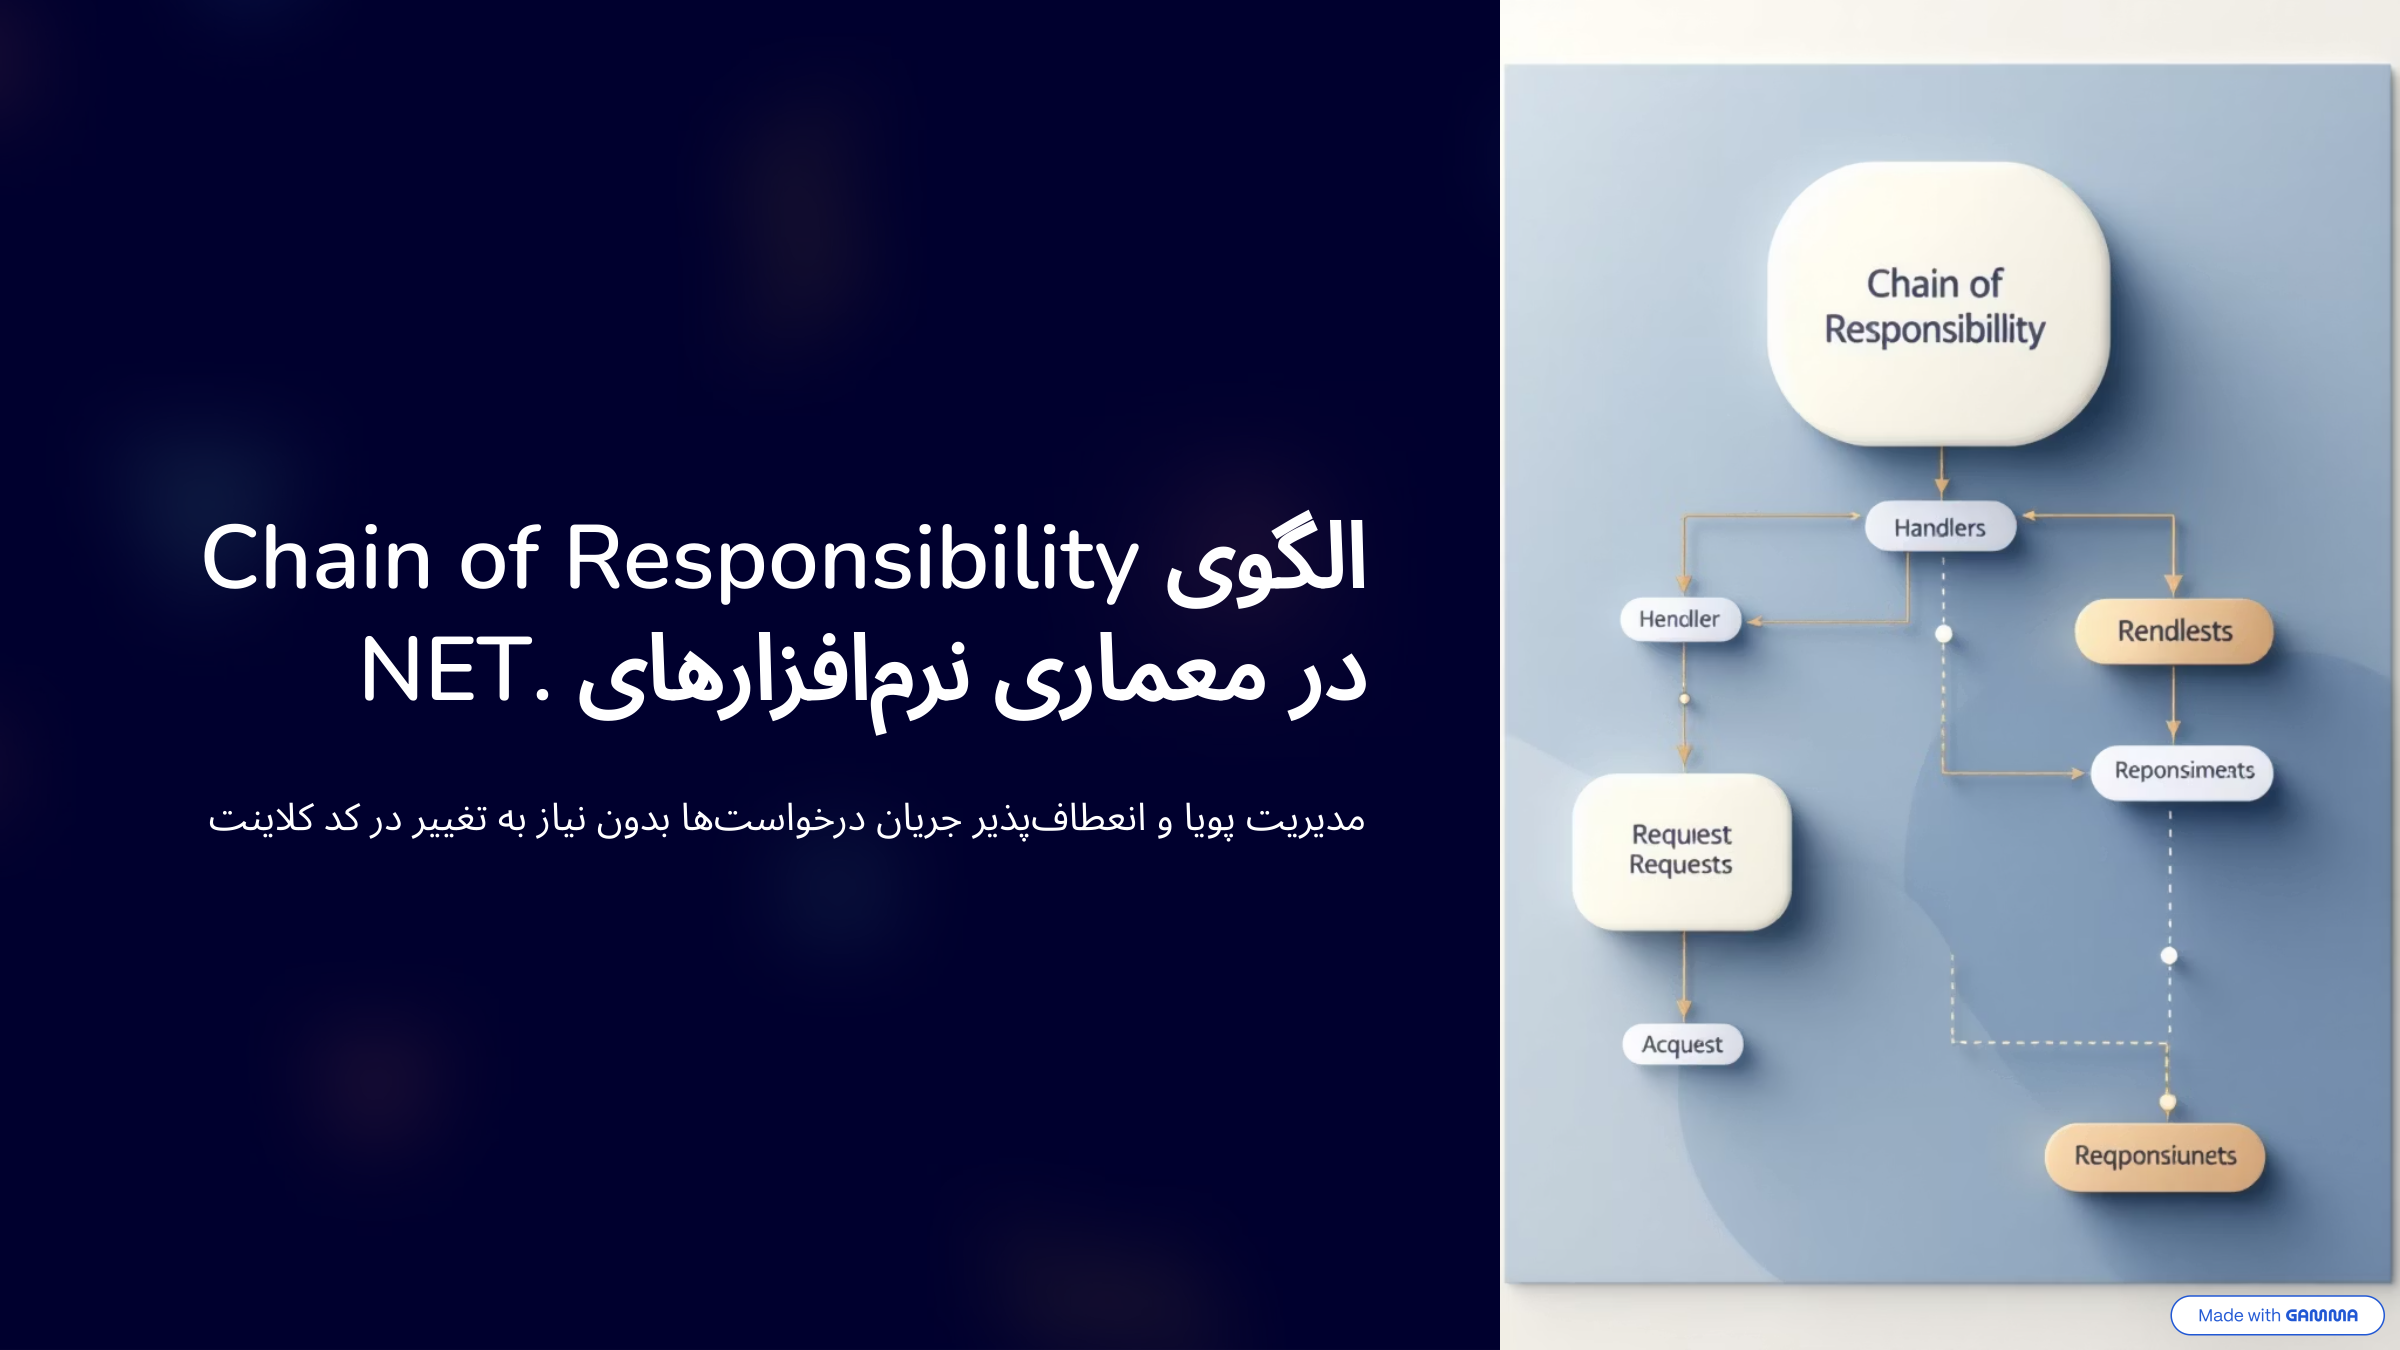 الگوی Chain of Responsibility
در معماری نرم‌افزارهای .NET
مدیریت پویا و انعطاف‌پذیر جریان درخواست‌ها بدون نیاز به تغییر در کد کلاینت
Chain of
Responsibillity
Handlers
Hendler
Rendlests
Reponsimeats
Requiest
Requests
Acquest
Reqponsiunets
Made with GAMMA